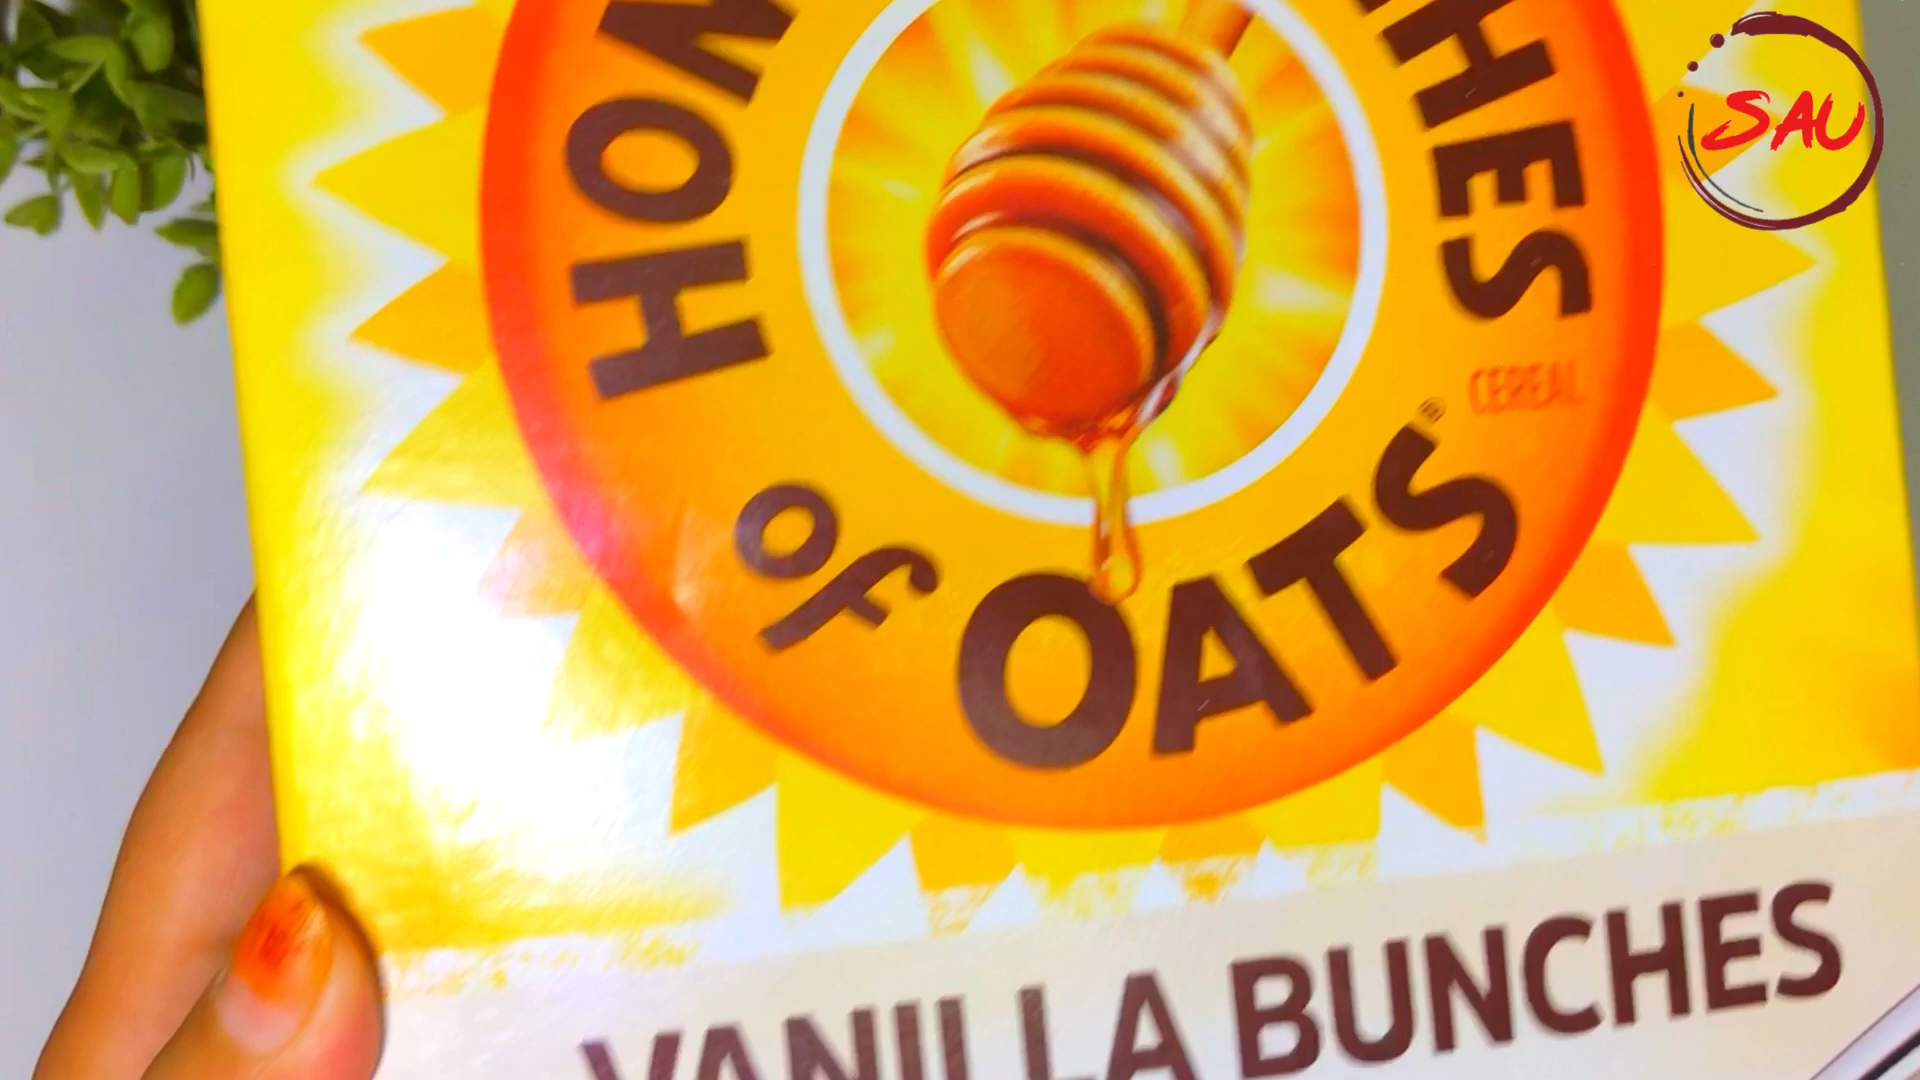 SAU
HON
HES
CEREAL
of OATS®
VANILLA BUNCHES